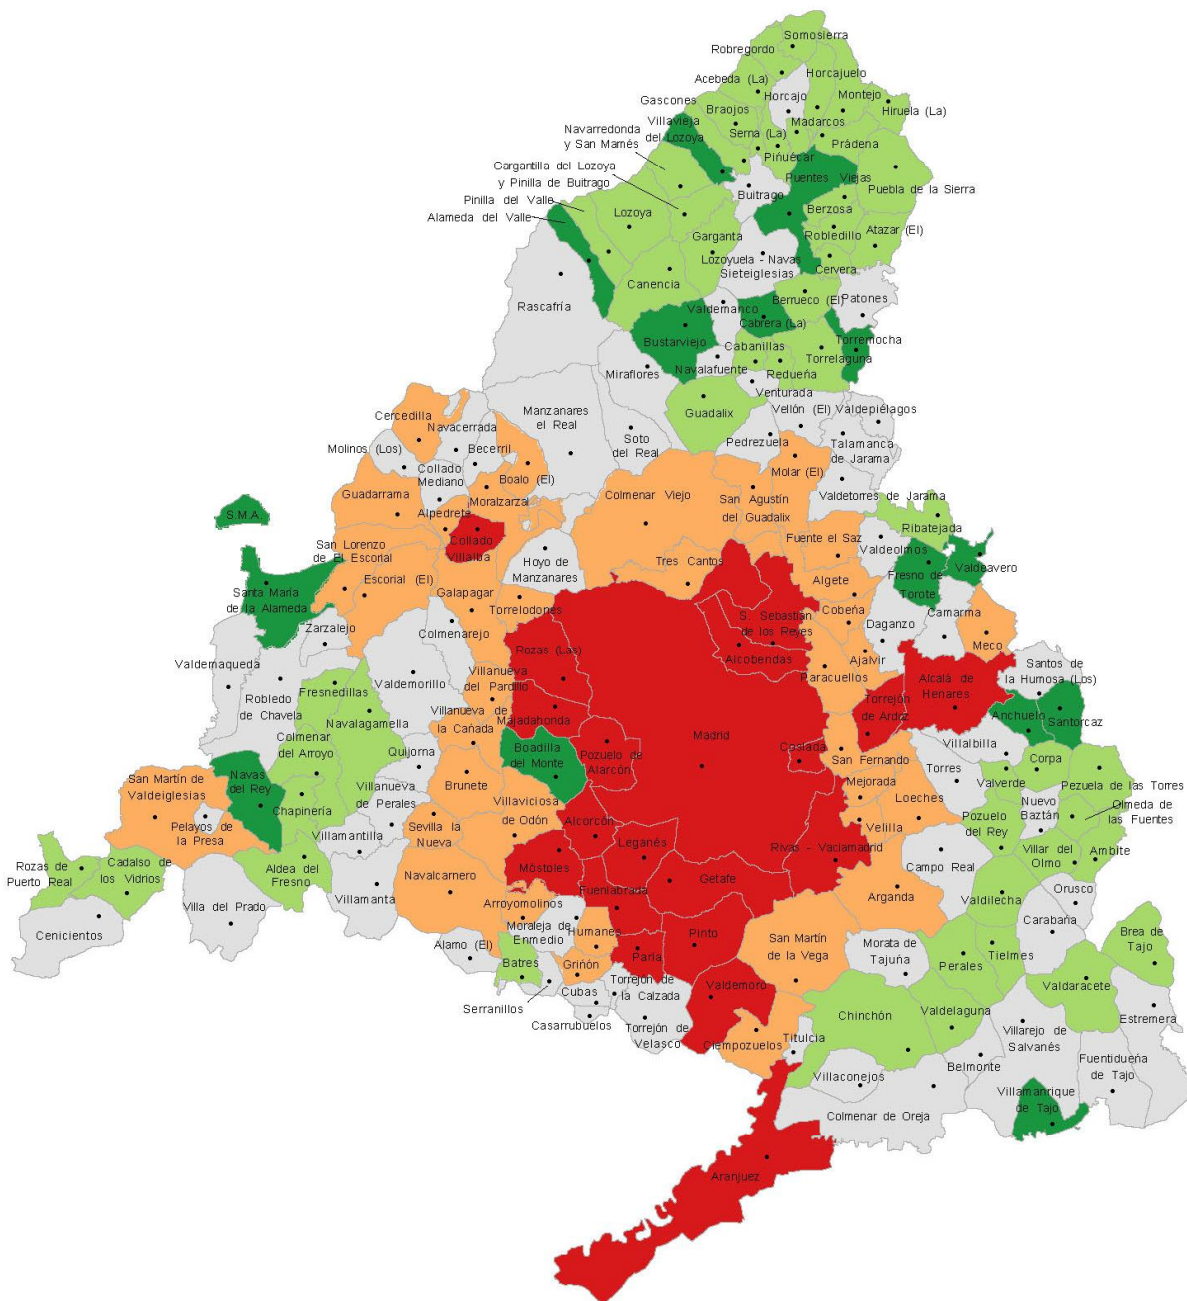 Somosierra
Robregordo
Acebeda (La)
Horcajuelo
Horcajo
Montejo
Hiruela (La)
Gascones
Braojos
Madarcos
Villavieja
del Lozoya
Serna (La)
Prádena
Navarredonda
y San Mamés
Piñuécar
Gargantilla del Lozoya
y Pinilla de Buitrago
Puentes Viejas
Buitrago
Puebla de la Sierra
Pinilla del Valle
Alameda del Valle
Lozoya
Berzosa
Robledillo
Atazar (El)
Garganta
Lozoyuela - Navas
Sieteiglesias
Cervera
Canencia
Rascafría
Berrueco (El)
Patones
Valdemanco
Cabrera (La)
Bustarviejo
Torremocha
Cabanillas
Torrelaguna
Navalafuente
Redueña
Miraflores
Venturada
Guadalix
Vellón (El)
Valdepiélagos
Cercedilla
Navacerrada
Manzanares
el Real
Soto
del Real
Pedrezuela
Talamanca
de Jarama
Molinos (Los)
Becerril
Collado
Mediano
Boalo (El)
Molar (El)
Guadarrama
Moralzarzal
Colmenar Viejo
San Agustín
del Guadalix
Valdetorres de Jarama
S.M.A.
Alpedrete
Ribatejada
Collado
Villalba
Fuente el Saz
Valdeolmos
San Lorenzo
de El Escorial
Hoyo de
Manzanares
Tres Cantos
Valdeavero
Escorial (El)
Algete
Fresno de
Torote
Santa María
de la Alameda
Galapagar
Torrelodones
Cobeña
Camarma
Zarzalejo
Colmenarejo
S. Sebastián
de los Reyes
Daganzo
Meco
Rozas (Las)
Alcobendas
Ajalvir
Valdemaqueda
Valdemorillo
Villanueva
del Pardillo
Paracuellos
Alcalá de
Henares
Santos de
la Humosa (Los)
Robledo
de Chavela
Fresnedillas
Villanueva de
la Cañada
Majadahonda
Torrejón
de Ardoz
Anchuelo
Santorcaz
Navalagamella
Madrid
Colmenar
del Arroyo
Quijorna
Boadilla
del Monte
Pozuelo de
Alarcón
Coslada
San Fernando
Villalbilla
Corpa
San Martín de
Valdeiglesias
Navas
del Rey
Villanueva
de Perales
Brunete
Mejorada
Torres
Valverde
Pezuela de las Torres
Chapinería
Villaviciosa
de Odón
Loeches
Nuevo
Baztán
Olmeda de
las Fuentes
Pelayos de
la Presa
Villamantilla
Sevilla la
Nueva
Alcorcón
Velilla
Pozuelo
del Rey
Leganés
Rivas - Vaciamadrid
Villar del
Olmo
Ambite
Rozas de
Puerto Real
Cadalso de
los Vidrios
Aldea del
Fresno
Móstoles
Campo Real
Navalcarnero
Getafe
Fuenlabrada
Arganda
Orusco
Villamanta
Valdilecha
Villa del Prado
Arroyomolinos
Carabaña
Cenicientos
Moraleja de
Enmedio
Humanes
Pinto
San Martín
de la Vega
Morata de
Tajuña
Tielmes
Brea de
Tajo
Alamo (El)
Parla
Perales
Batres
Griñón
Valdemoro
Valdaracete
Serranillos
Cubas
Torrejón de
la Calzada
Chinchón
Valdelaguna
Estremera
Casarrubuelos
Torrejón de
Velasco
Ciempozuelos
Titulcia
Villarejo de
Salvanés
Villaconejos
Belmonte
Fuentidueña
de Tajo
Villamanrique
de Tajo
Colmenar de Oreja
Aranjuez